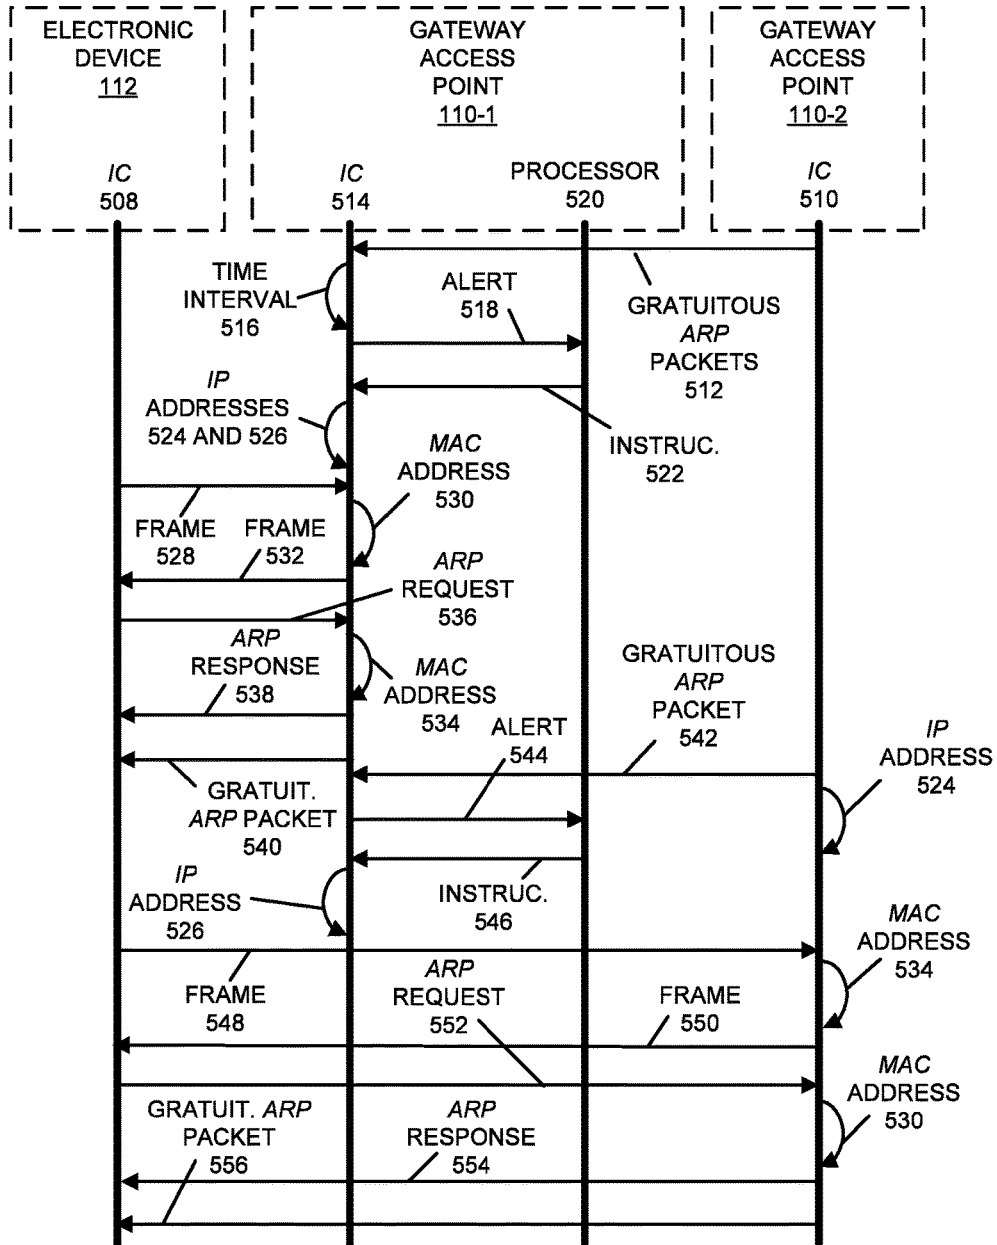 ELECTRONIC
DEVICE
112
GATEWAY
ACCESS
POINT
110-1
GATEWAY
ACCESS
POINT
110-2
IC
508
IC
514
PROCESSOR
520
IC
510
TIME
INTERVAL
516
ALERT
518
GRATUITOUS
ARP
PACKETS
512
IP
ADDRESSES
524 AND 526
INSTRUC.
522
MAC
ADDRESS
530
FRAME
528
FRAME
532
ARP
REQUEST
536
ARP
RESPONSE
538
MAC
ADDRESS
534
GRATUITOUS
ARP
PACKET
542
ALERT
544
IP
ADDRESS
524
GRATUIT.
ARP PACKET
540
IP
ADDRESS
526
INSTRUC.
546
MAC
ADDRESS
534
FRAME
548
ARP
REQUEST
552
FRAME
550
MAC
ADDRESS
530
GRATUIT. ARP
PACKET
556
ARP
RESPONSE
554